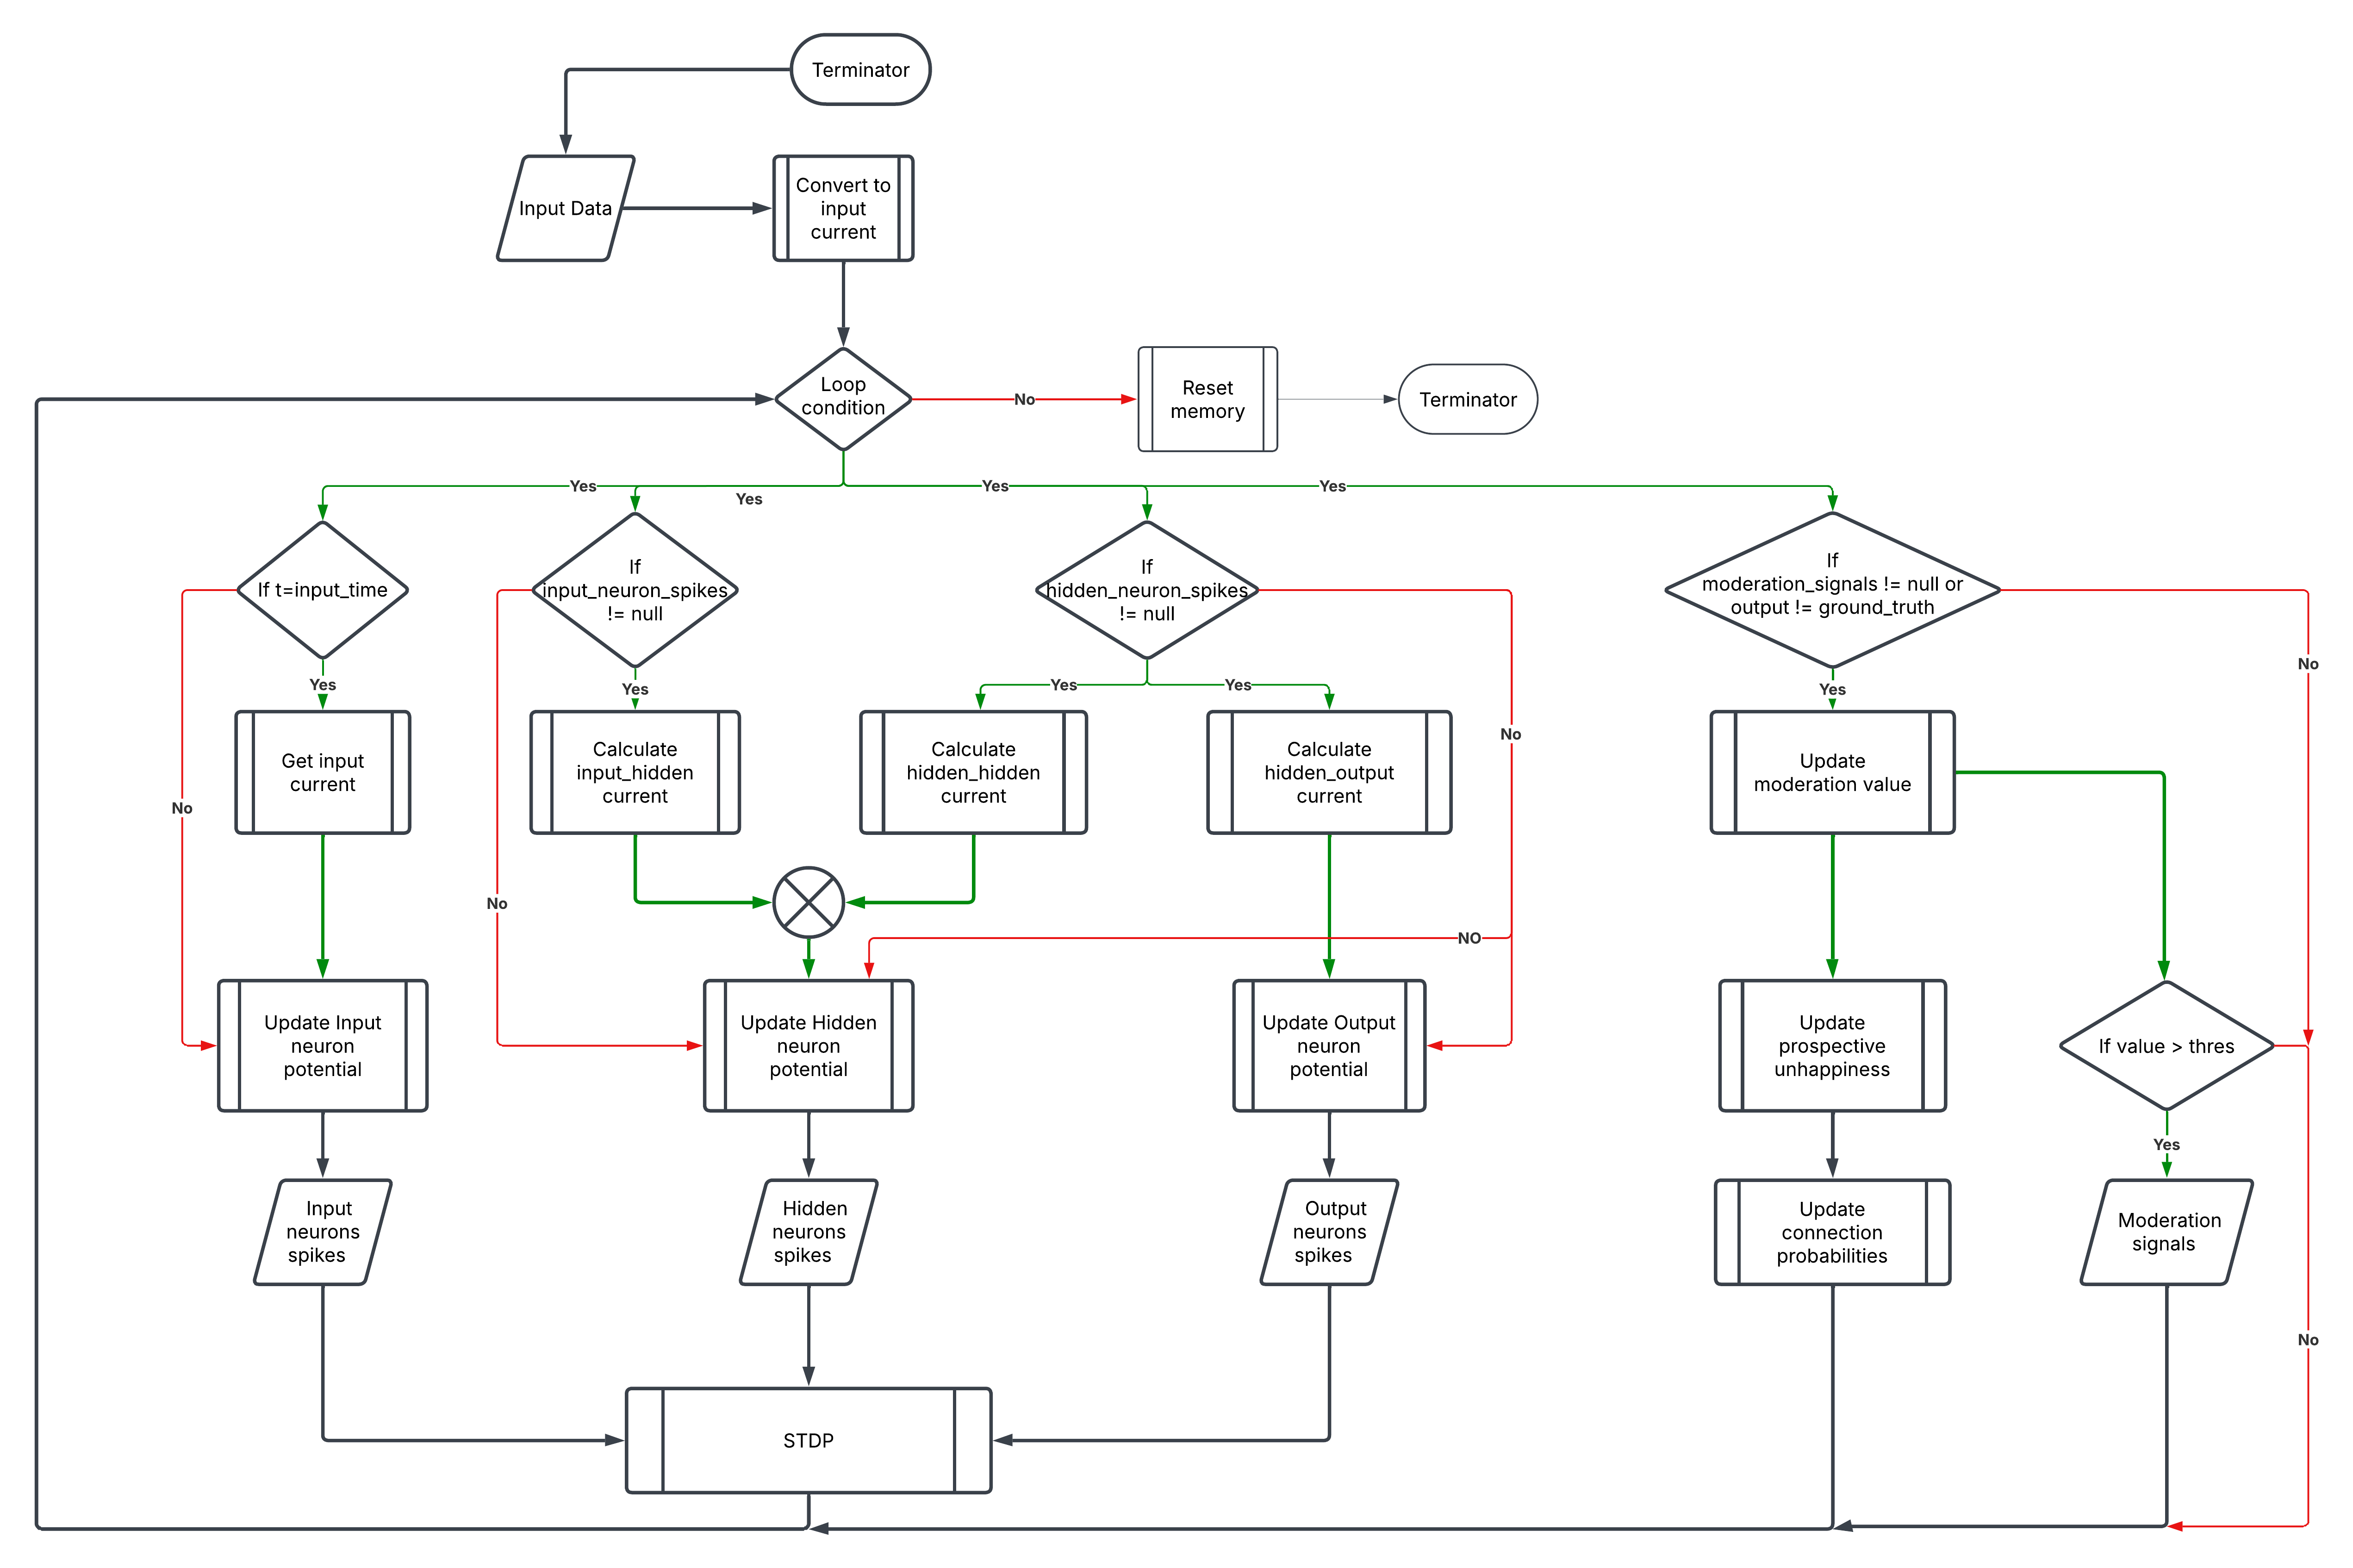 Terminator
Input Data
Convert to
input
current
Loop
condition
No
Reset
memory
Terminator
Yes
Yes
Yes
Yes
If t=input_time
If
input_neuron_spikes
!= null
If
hidden_neuron_spikes
!= null
If
moderation_signals != null or
output != ground_truth
No
Yes
Yes
Yes
Yes
Yes
No
Get input
current
Calculate
input_hidden
current
Calculate
hidden_hidden
current
Calculate
hidden_output
current
Update
moderation value
No
No
NO
Update Input
neuron
potential
Update Hidden
neuron
potential
Update Output
neuron
potential
Update
prospective
unhappiness
If value > thres
Yes
Input
neurons
spikes
Hidden
neurons
spikes
Output
neurons
spikes
Update
connection
probabilities
Moderation
signals
No
STDP